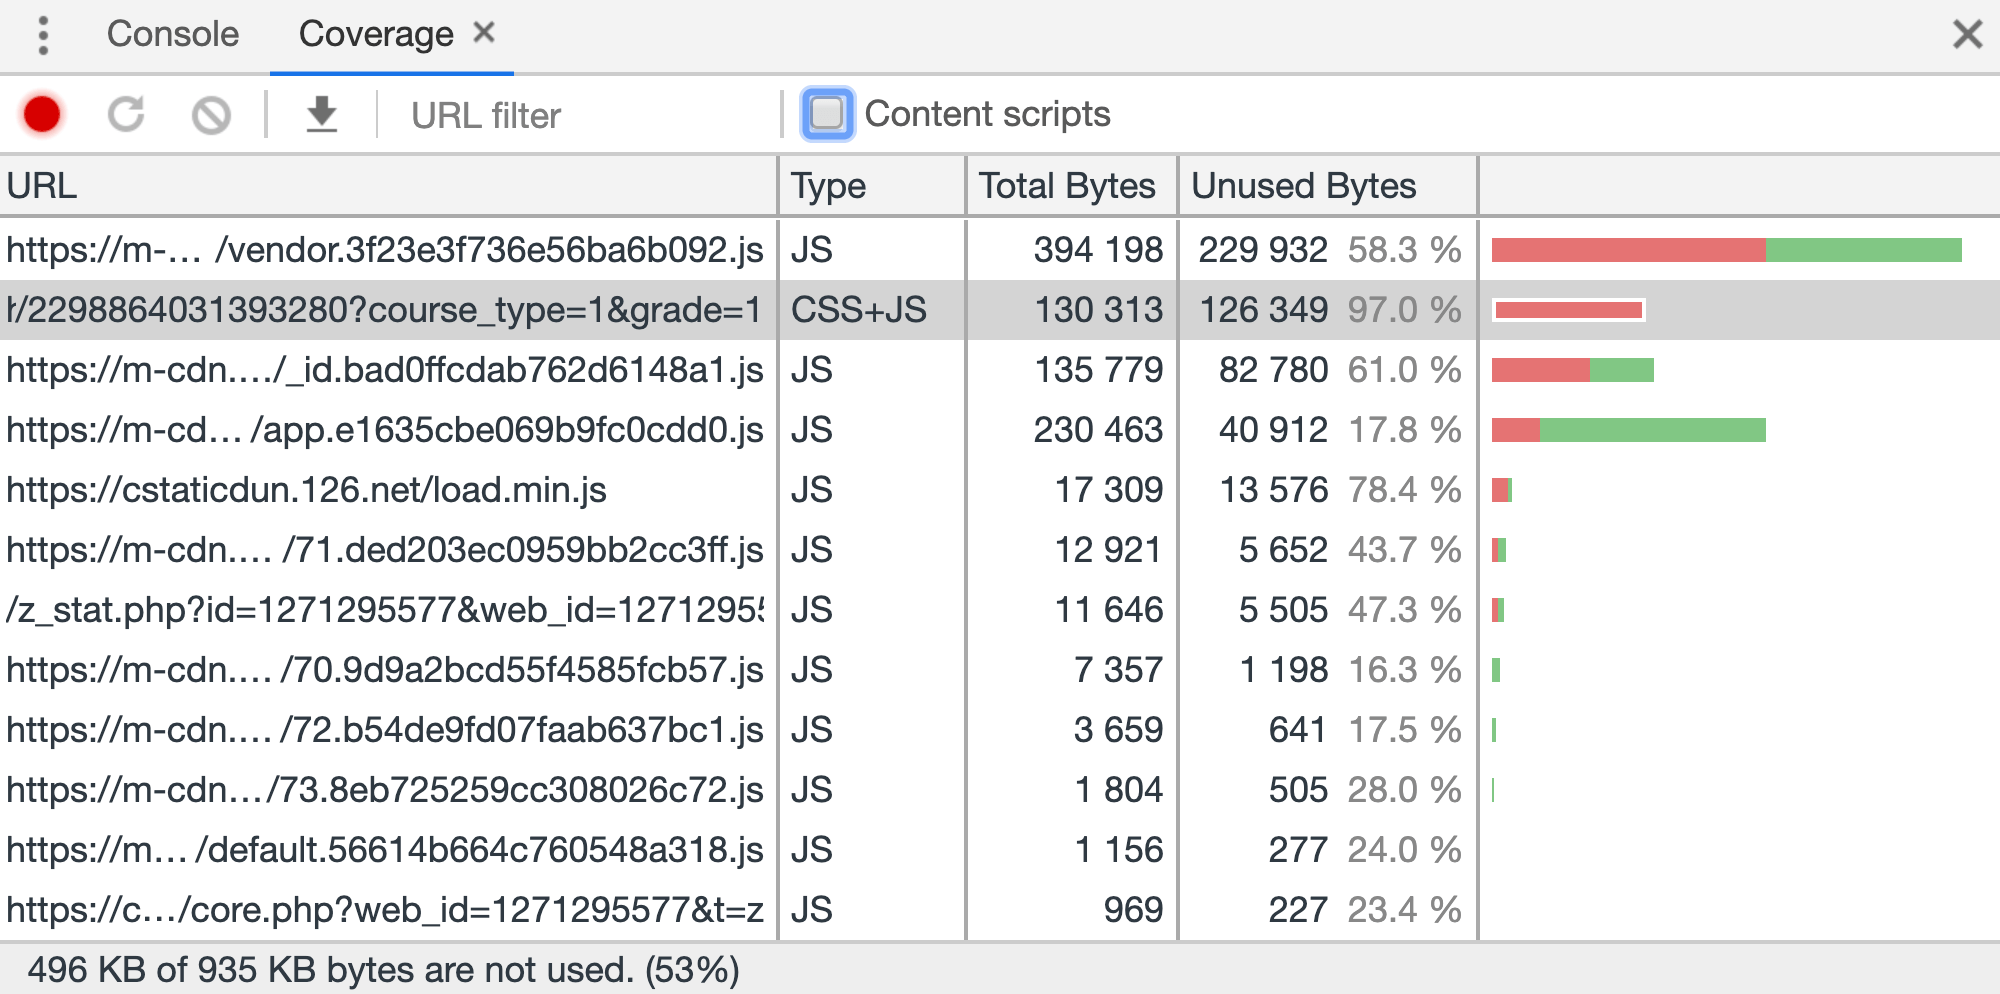 Console Coverage ×
URL filter Content scripts
URL Type Total Bytes Unused Bytes
https://m-… /vendor.3f23e3f736e56ba6b092.js JS 394 198 229 932 58.3 %
/2298864031393280?course_type=1&grade=1 CSS+JS 130 313 126 349 97.0 %
https://m-cdn.…/_id.bad0ffcdab762d6148a1.js JS 135 779 82 780 61.0 %
https://m-cd… /app.e1635cbe069b9fc0cdd0.js JS 230 463 40 912 17.8 %
https://cstaticdun.126.net/load.min.js JS 17 309 13 576 78.4 %
https://m-cdn.… /71.ded203ec0959bb2cc3ff.js JS 12 921 5 652 43.7 %
/z_stat.php?id=1271295577&web_id=12712955 JS 11 646 5 505 47.3 %
https://m-cdn.… /70.9d9a2bcd55f4585fcb57.js JS 7 357 1 198 16.3 %
https://m-cdn.… /72.b54de9fd07faab637bc1.js JS 3 659 641 17.5 %
https://m-cdn…/73.8eb725259cc308026c72.js JS 1 804 505 28.0 %
https://m… /default.56614b664c760548a318.js JS 1 156 277 24.0 %
https://c…/core.php?web_id=1271295577&t=z JS 969 227 23.4 %
496 KB of 935 KB bytes are not used. (53%)